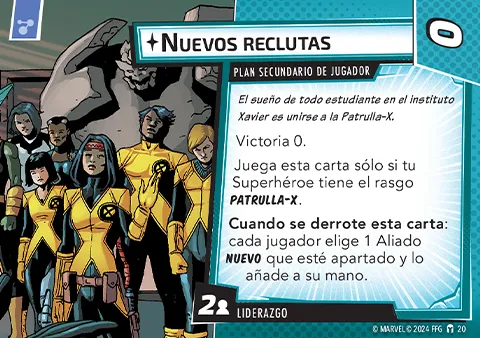 NUEVOS RECLUTAS
0
PLAN SECUNDARIO DE JUGADOR
El sueño de todo estudiante en el instituto
Xavier es unirse a la Patrulla-X.
Victoria 0.
Juega esta carta sólo si tu
Superhéroe tiene el rasgo
PATRULLA-X.
Cuando se derrote esta carta:
cada jugador elige 1 Aliado
NUEVO que esté apartado y lo
añade a su mano.
2
LIDERAZGO
© MARVEL © 2024 FFG 20